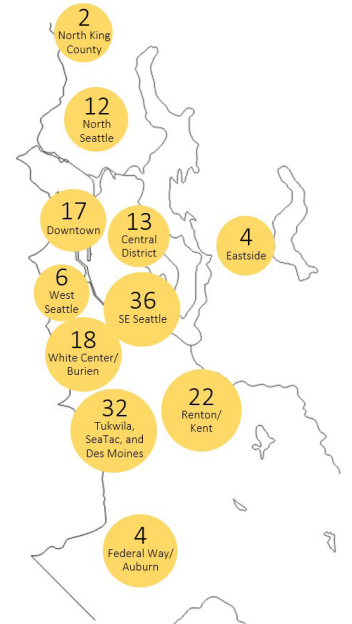 2
North King
County
12
North
Seattle
17
Downtown
13
Central
District
4
Eastside
6
West
Seattle
36
SE Seattle
18
White Center/
Burien
22
Renton/
Kent
32
Tukwila,
SeaTac, and
Des Moines
4
Federal Way/
Auburn